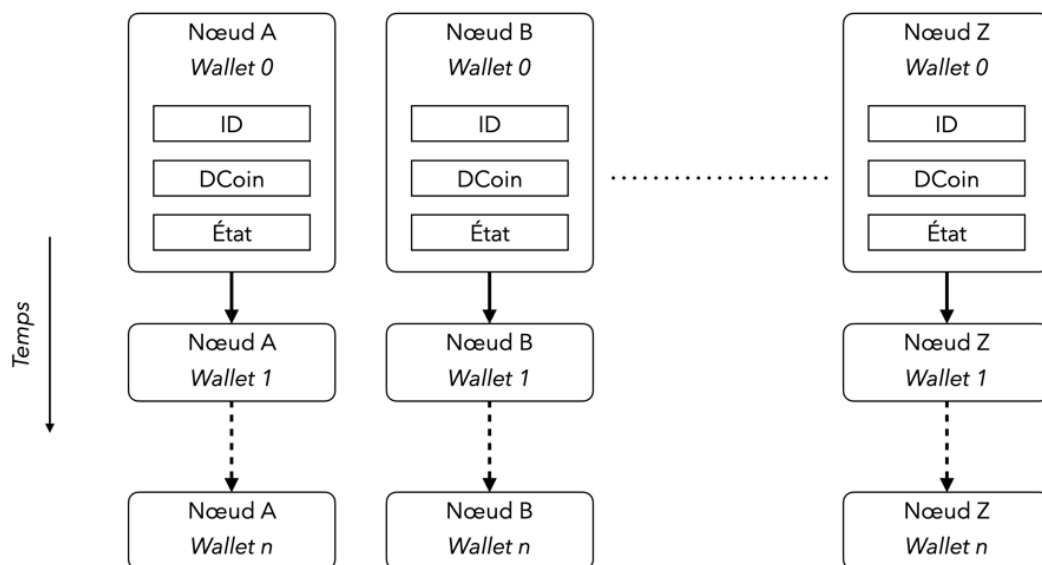 Nœud A
Wallet 0
ID
DCoin
État
Nœud B
Wallet 0
ID
DCoin
État
Nœud Z
Wallet 0
ID
DCoin
État
Temps
Nœud A
Wallet 1
Nœud B
Wallet 1
Nœud Z
Wallet 1
Nœud A
Wallet n
Nœud B
Wallet n
Nœud Z
Wallet n